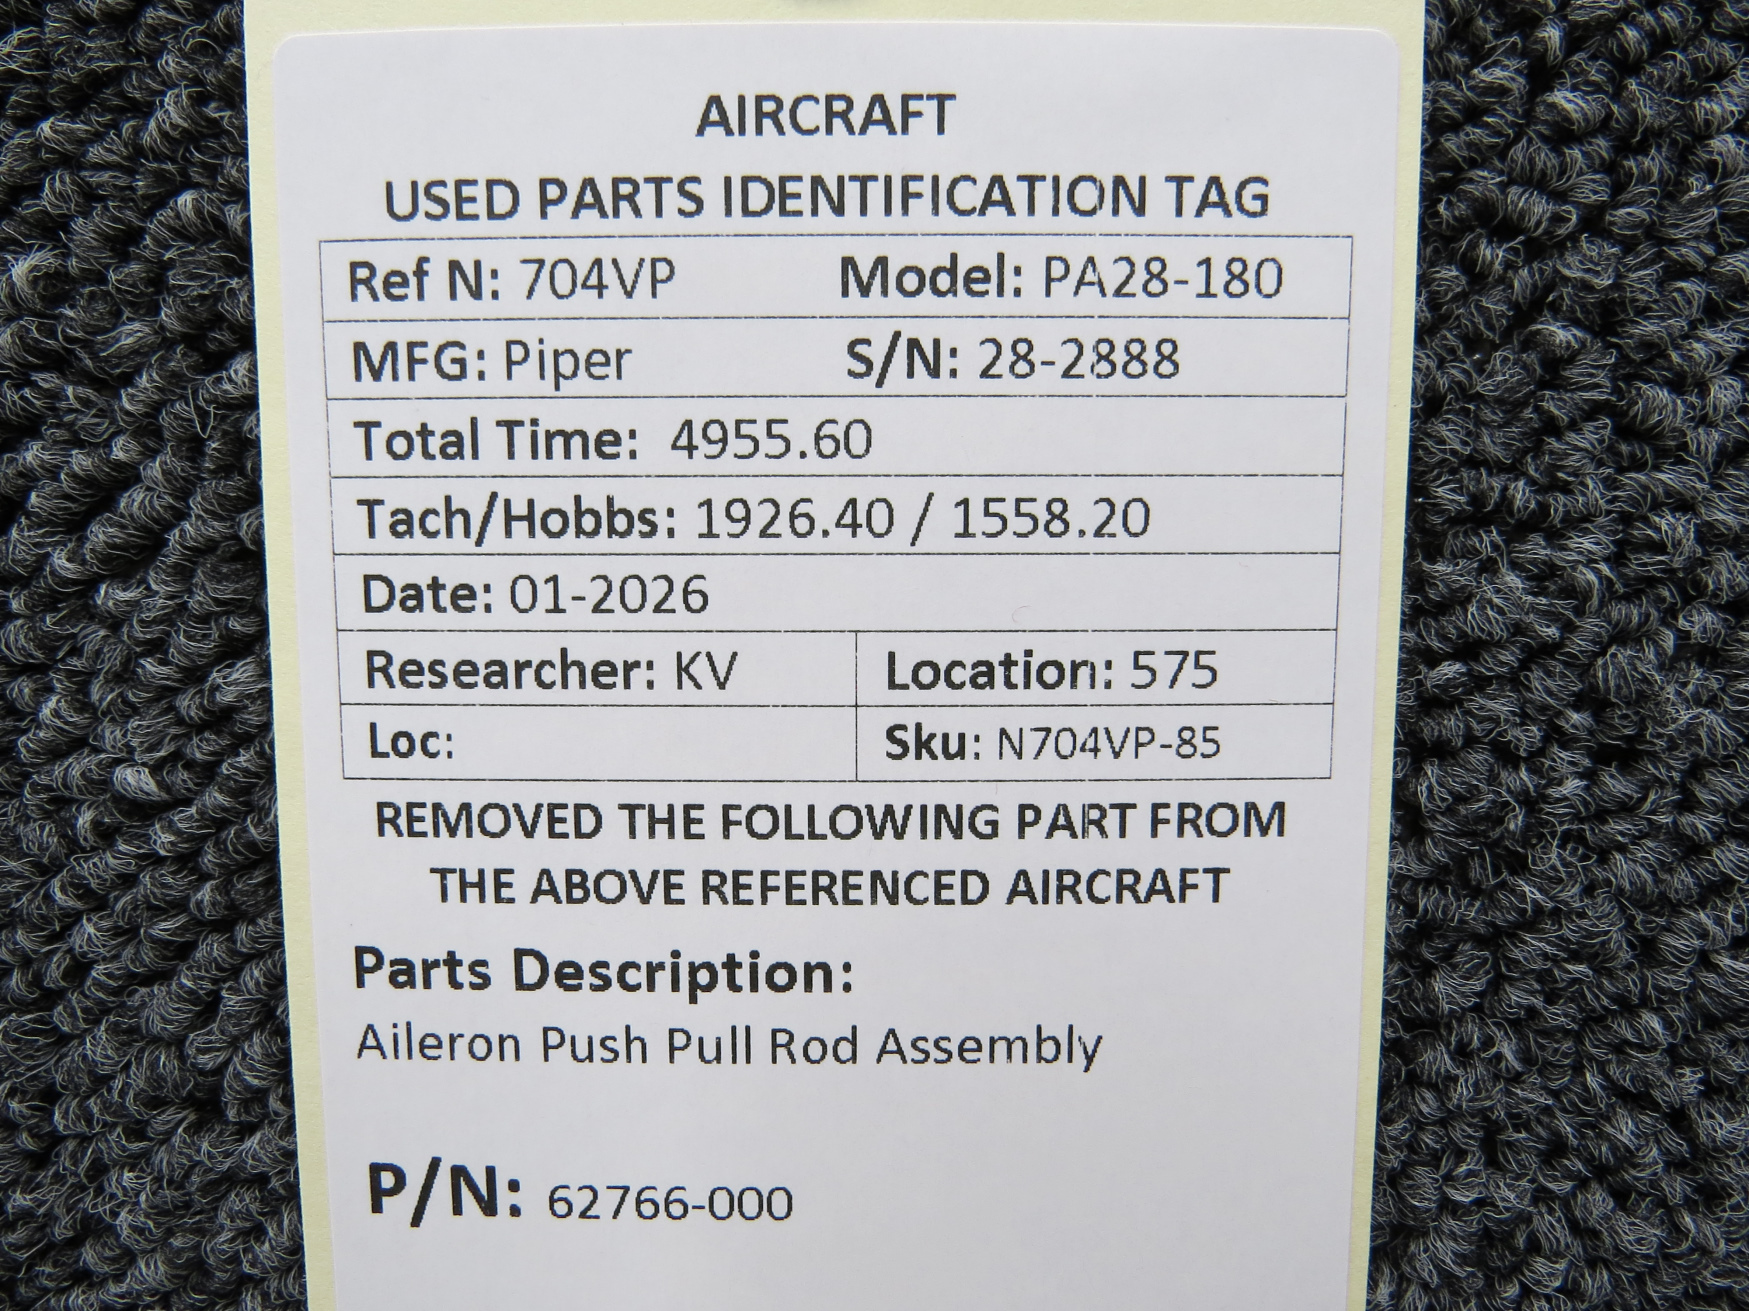 AIRCRAFT
USED PARTS IDENTIFICATION TAG
Ref N: 704VP Model: PA28-180
MFG: Piper S/N: 28-2888
Total Time: 4955.60
Tach/Hobbs: 1926.40 / 1558.20
Date: 01-2026
Researcher: KV Location: 575
Loc: Sku: N704VP-85
REMOVED THE FOLLOWING PART FROM
THE ABOVE REFERENCED AIRCRAFT
Parts Description:
Aileron Push Pull Rod Assembly
P/N: 62766-000